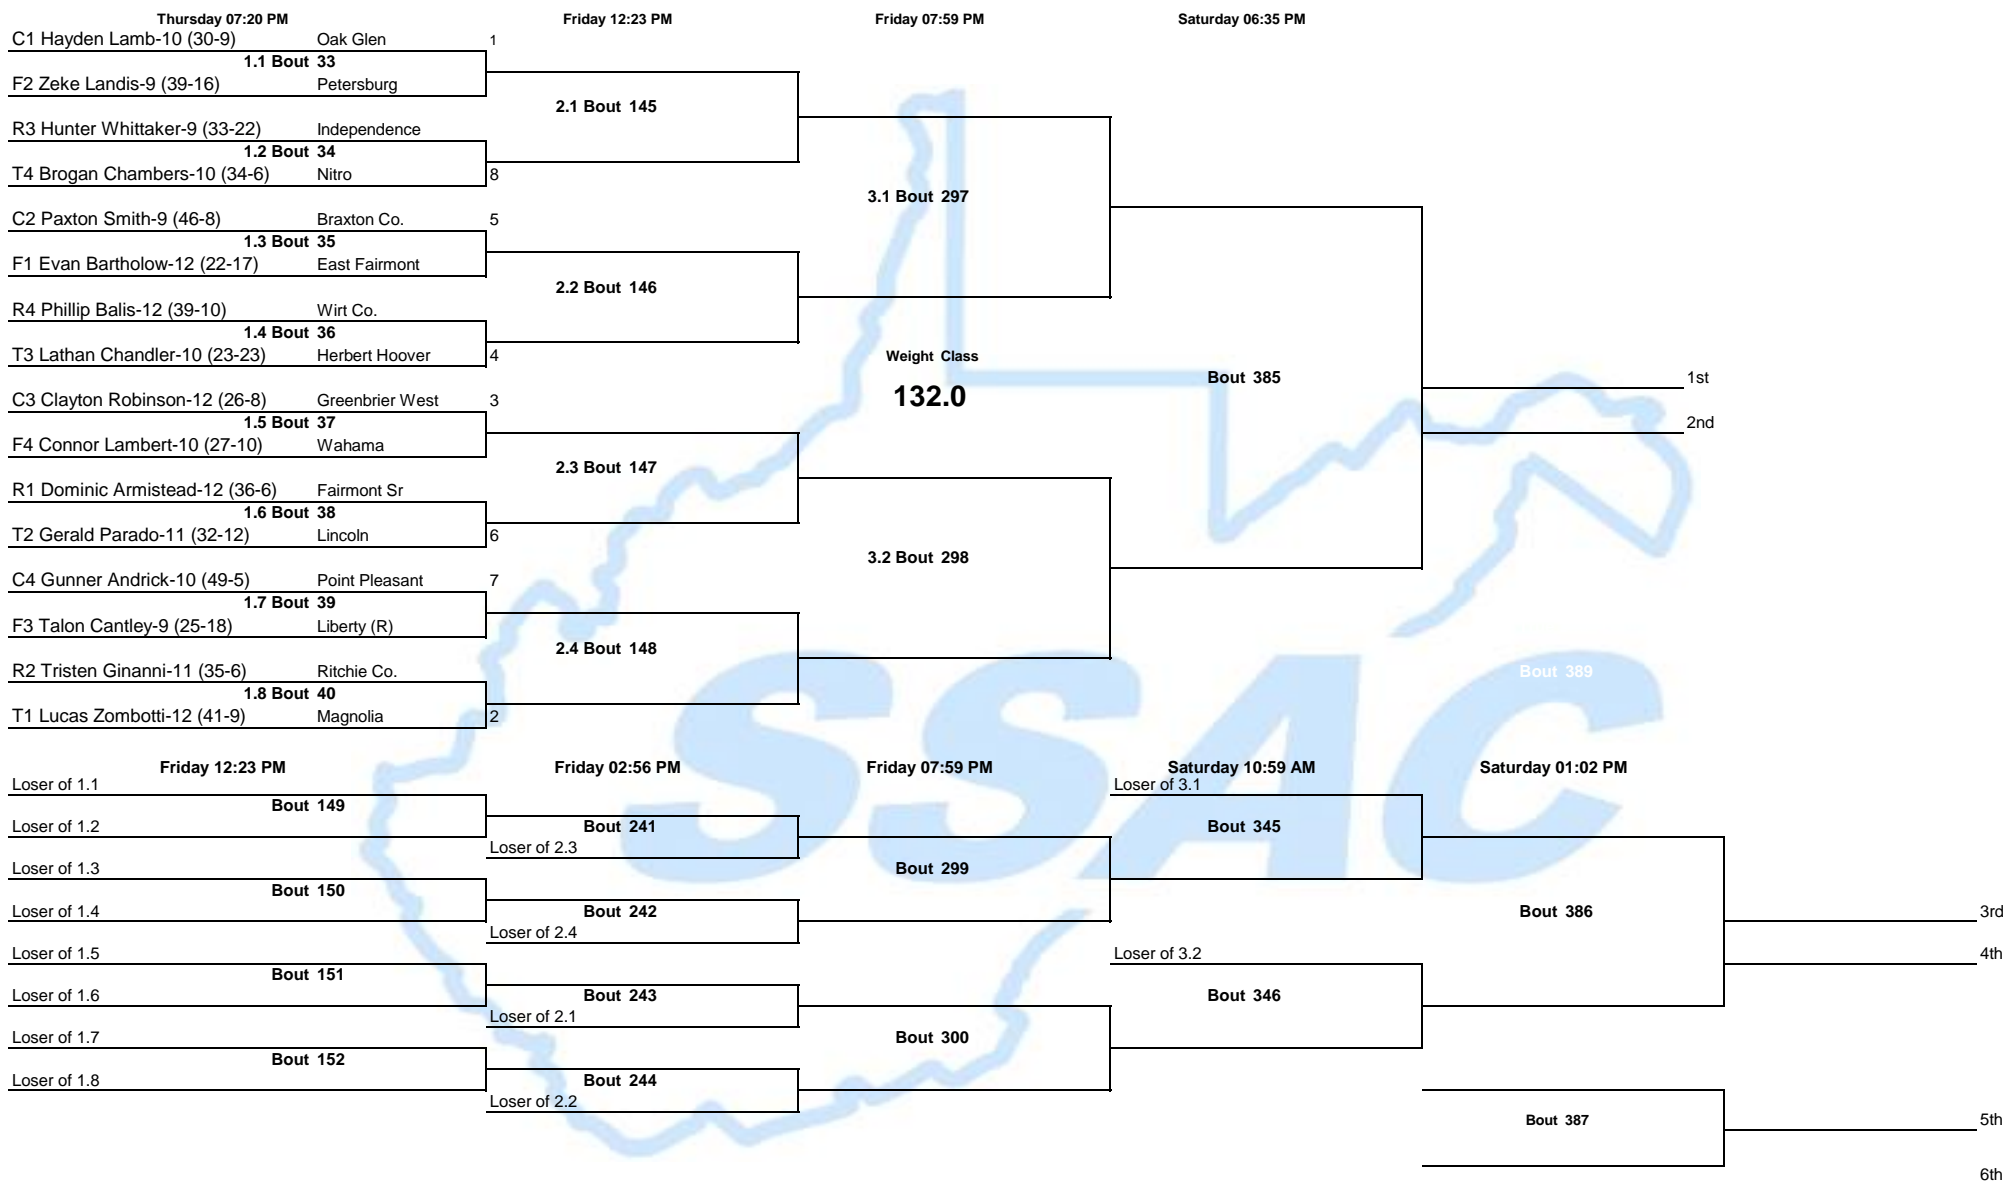 Thursday 07:20 PM Friday 12:23 PM Friday 07:59 PM Saturday 06:35 PM
C1 Hayden Lamb-10 (30-9) Oak Glen 1
1.1 Bout 33
F2 Zeke Landis-9 (39-16) Petersburg
2.1 Bout 145
R3 Hunter Whittaker-9 (33-22) Independence
1.2 Bout 34
T4 Brogan Chambers-10 (34-6) Nitro 8
3.1 Bout 297
C2 Paxton Smith-9 (46-8) Braxton Co. 5
1.3 Bout 35
F1 Evan Bartholow-12 (22-17) East Fairmont
2.2 Bout 146
R4 Phillip Balis-12 (39-10) Wirt Co.
1.4 Bout 36
T3 Lathan Chandler-10 (23-23) Herbert Hoover 4
Weight Class
132.0
Bout 385
1st
2nd
C3 Clayton Robinson-12 (26-8) Greenbrier West 3
1.5 Bout 37
F4 Connor Lambert-10 (27-10) Wahama
2.3 Bout 147
R1 Dominic Armistead-12 (36-6) Fairmont Sr
1.6 Bout 38
T2 Gerald Parado-11 (32-12) Lincoln 6
3.2 Bout 298
C4 Gunner Andrick-10 (49-5) Point Pleasant 7
1.7 Bout 39
F3 Talon Cantley-9 (25-18) Liberty (R)
2.4 Bout 148
R2 Tristen Ginanni-11 (35-6) Ritchie Co.
Bout 389
1.8 Bout 40
T1 Lucas Zombotti-12 (41-9) Magnolia 2
SSAC
Friday 12:23 PM Friday 02:56 PM Friday 07:59 PM Saturday 10:59 AM Saturday 01:02 PM
Loser of 1.1 Loser of 3.1
Bout 149
Loser of 1.2 Bout 241 Bout 345
Loser of 2.3
Loser of 1.3 Bout 299
Bout 150
Loser of 1.4 Bout 242 Bout 386 3rd
Loser of 2.4
Loser of 1.5 Loser of 3.2 4th
Bout 151
Loser of 1.6 Bout 243 Bout 346
Loser of 2.1
Loser of 1.7 Bout 300
Bout 152
Loser of 1.8 Bout 244
Loser of 2.2
Bout 387 5th
6th